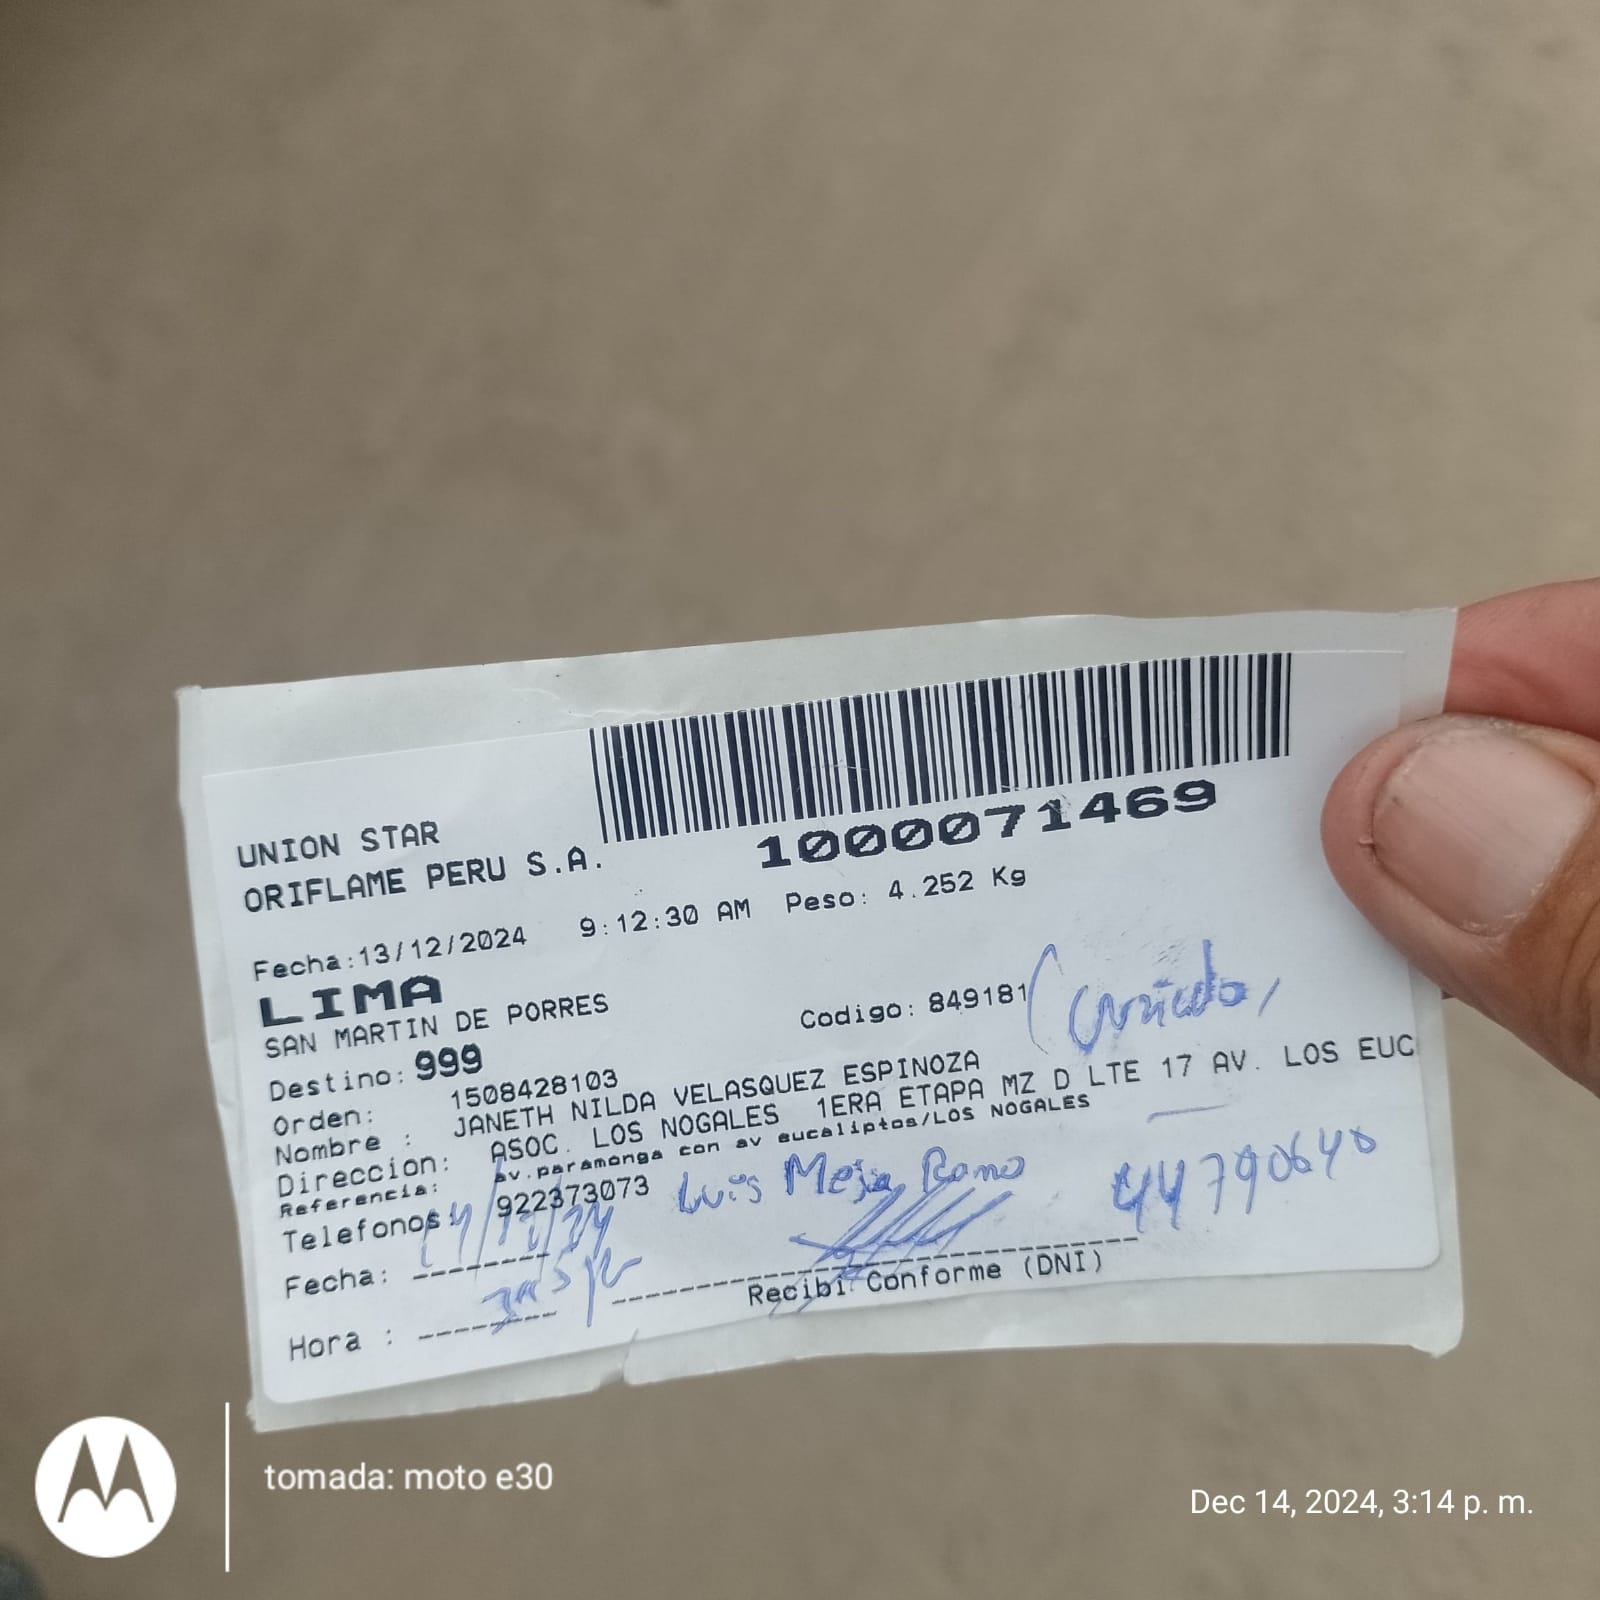 1000071469
UNION STAR
ORIFLAME PERU S.A.
Fecha:13/12/2024 9:12:30 AM Peso: 4.252 Kg
LIMA
SAN MARTIN DE PORRES
Codigo: 849181
Destino: 999
Orden: 1508428103
Nombre : JANETH NILDA VELASQUEZ ESPINOZA
Direccion: ASOC. LOS NOGALES 1ERA ETAPA MZ D LTE 17 AV. LOS EUC
Referencia: av.paramonga con av eucaliptos/LOS NOGALES
Telefonos: 922373073
Luis Mejia 44790640
Fecha: 14/12/24
Hora :
Recibi Conforme (DNI)
tomada: moto e30
Dec 14, 2024, 3:14 p. m.